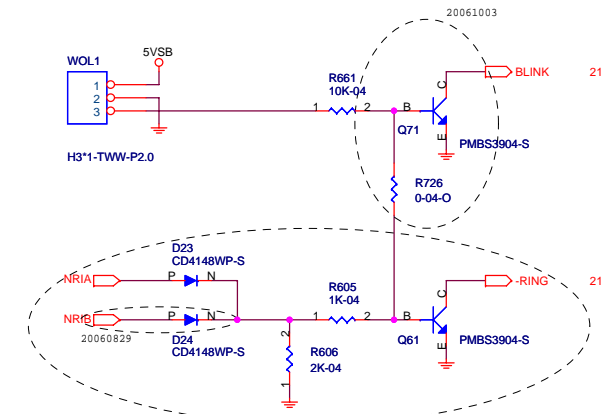 20061003
WOL1
5VSB
1
2
3
H3*1-TWW-P2.0
R661
10K-04
1
2
B
C
E
Q71
PMBS3904-S
BLINK
21
R726
0-04-O
D23
CD4148WP-S
NRIA
P
N
NRIB
P
N
20060829
D24
CD4148WP-S
R605
1K-04
1
2
B
C
E
Q61
PMBS3904-S
-RING
21
2
1
R606
2K-04